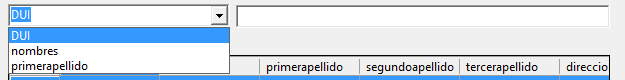 DUI
DUI
nombres
primerapellido
primerapellido segundoapellido tercerapellido direccio